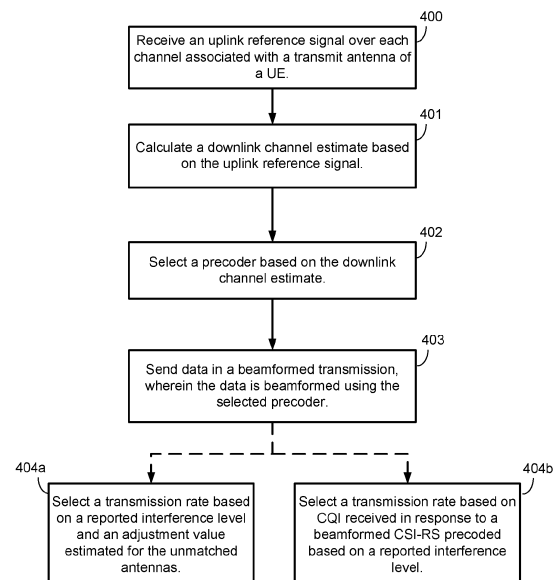 400
Receive an uplink reference signal over each
channel associated with a transmit antenna of
a UE.
401
Calculate a downlink channel estimate based
on the uplink reference signal.
402
Select a precoder based on the downlink
channel estimate.
403
Send data in a beamformed transmission,
wherein the data is beamformed using the
selected precoder.
404a
Select a transmission rate based
on a reported interference level
and an adjustment value
estimated for the unmatched
antennas.
404b
Select a transmission rate based on
CQI received in response to a
beamformed CSI-RS precoded
based on a reported interference
level.